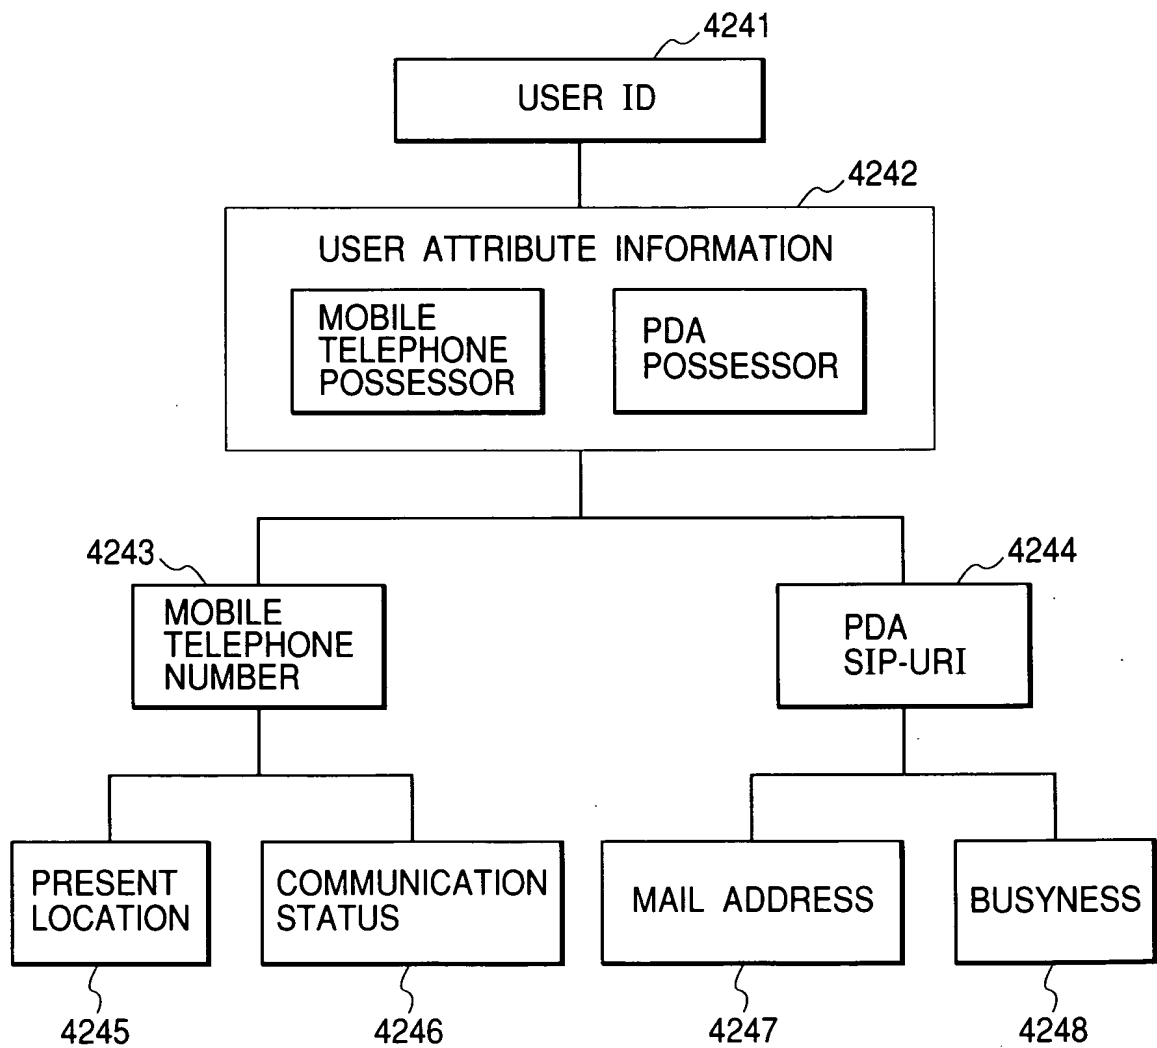 4241
USER ID
4242
USER ATTRIBUTE INFORMATION
MOBILE
TELEPHONE
POSSESSOR
PDA
POSSESSOR
4243
MOBILE
TELEPHONE
NUMBER
4244
PDA
SIP-URI
PRESENT
LOCATION
COMMUNICATION
STATUS
MAIL ADDRESS
BUSYNESS
4245
4246
4247
4248